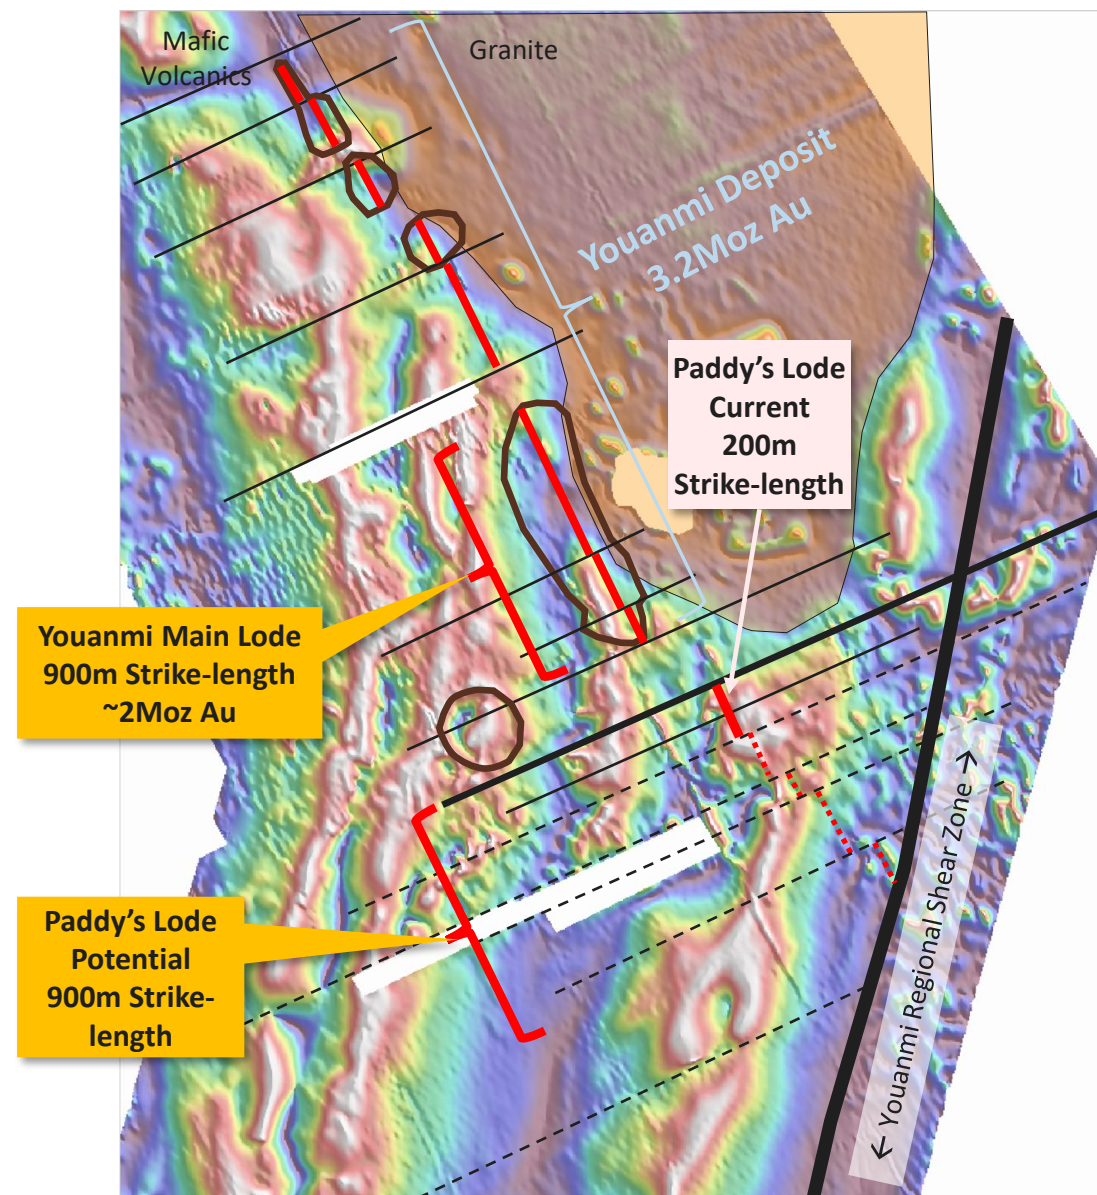 Mafic
Volcanics
Granite
Youanmi Deposit
3.2Moz Au
Paddy's Lode
Current
200m
Strike-length
Youanmi Main Lode
900m Strike-length
~2Moz Au
Paddy's Lode
Potential
900m Strike-
length
← Youanmi Regional Shear Zone →